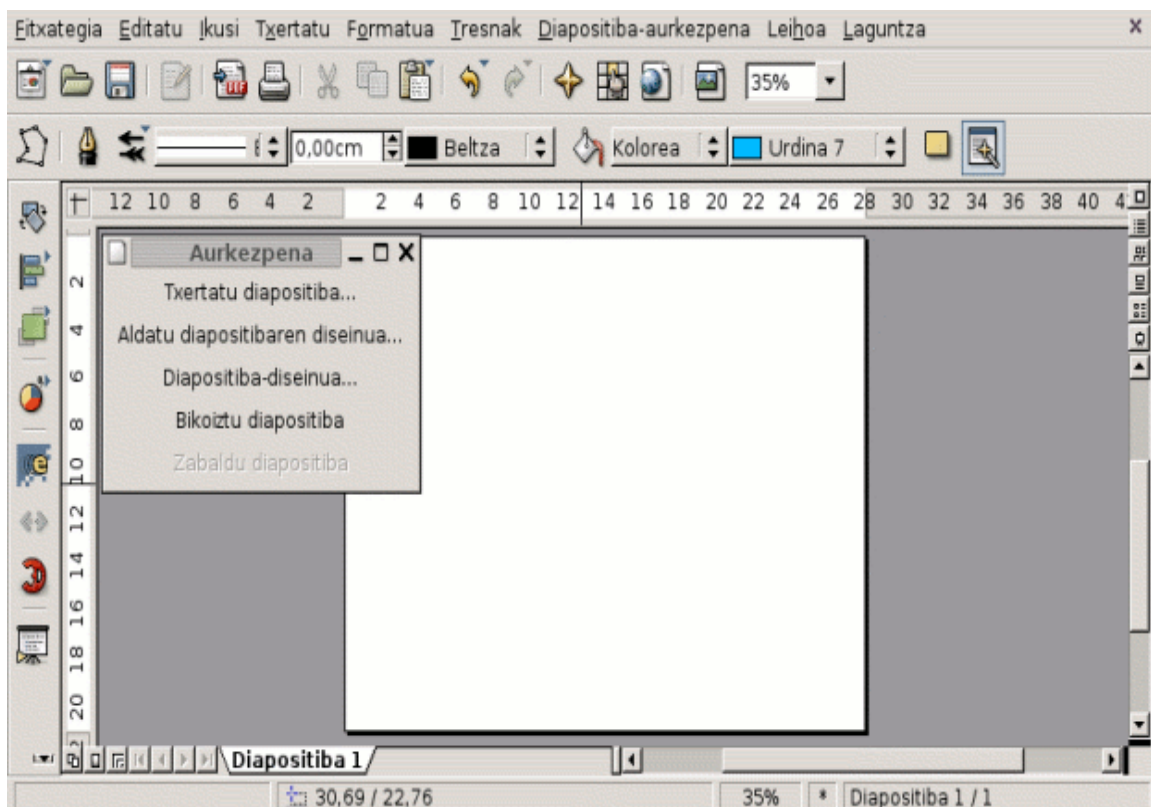 Fitxategia Editatu Ikusi Txertatu Formatua Tresnak Diapositiba-aurkezpena Leihoa Laguntza
35%
0,00cm Beltza Kolorea Urdina 7
12 10 8 6 4 2 2 4 6 8 10 12 14 16 18 20 22 24 26 28 30 32 34 36 38 40
Aurkezpena
Txertatu diapositiba...
Aldatu diapositibaren diseinua...
Diapositiba-diseinua...
Bikoiztu diapositiba
Zabaldu diapositiba
2
4
6
8
10
12
14
16
18
20
Diapositiba 1
30,69 / 22,76 35% * Diapositiba 1 / 1